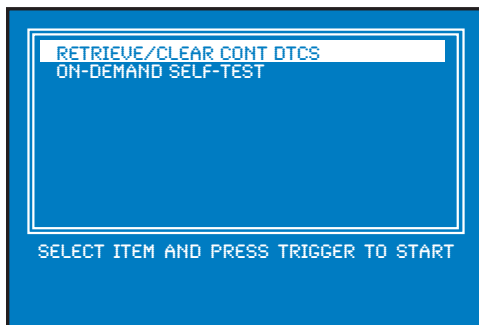 RETRIEVE/CLEAR CONT DTCS
ON-DEMAND SELF-TEST
SELECT ITEM AND PRESS TRIGGER TO START